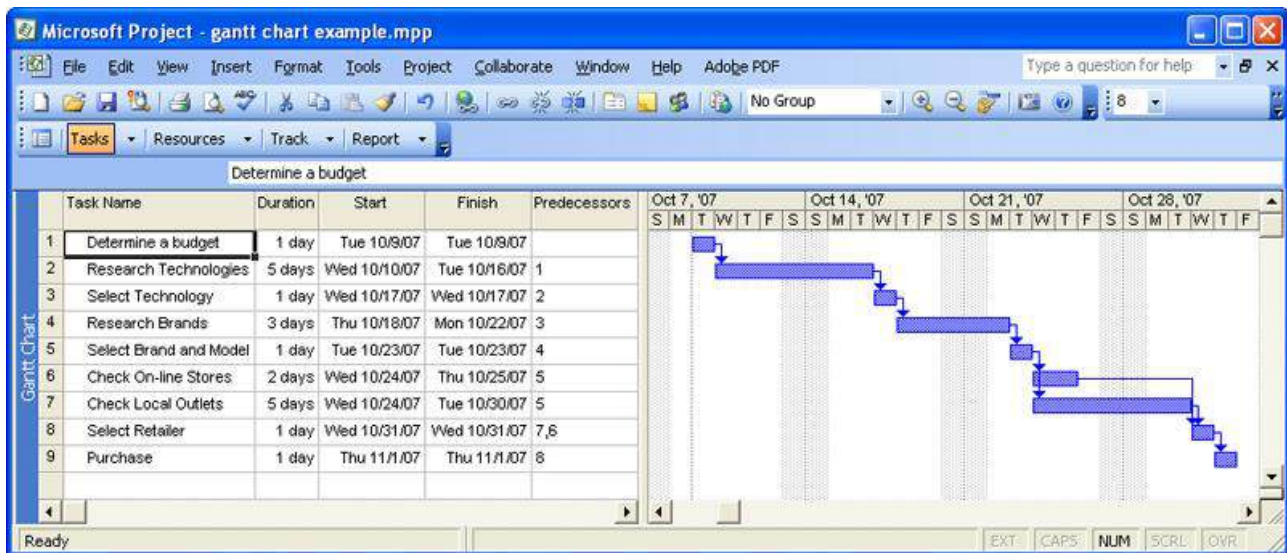 Microsoft Project - gantt chart example.mpp
File Edit View Insert Format Tools Project Collaborate Window Help Adobe PDF Type a question for help
No Group 8
Tasks Resources Track Report
Determine a budget
Task Name Duration Start Finish Predecessors Oct 7, '07 Oct 14, '07 Oct 21, '07 Oct 28, '07
S M T W T F S S M T W T F S S M T W T F S S M T W T F
1 Determine a budget 1 day Tue 10/9/07 Tue 10/9/07
2 Research Technologies 5 days Wed 10/10/07 Tue 10/16/07 1
3 Select Technology 1 day Wed 10/17/07 Wed 10/17/07 2
4 Research Brands 3 days Thu 10/18/07 Mon 10/22/07 3
5 Select Brand and Model 1 day Tue 10/23/07 Tue 10/23/07 4
6 Check On-line Stores 2 days Wed 10/24/07 Thu 10/25/07 5
7 Check Local Outlets 5 days Wed 10/24/07 Tue 10/30/07 5
8 Select Retailer 1 day Wed 10/31/07 Wed 10/31/07 7,6
9 Purchase 1 day Thu 11/1/07 Thu 11/1/07 8
Gantt Chart
Ready EXT CAPS NUM SCRL OVR